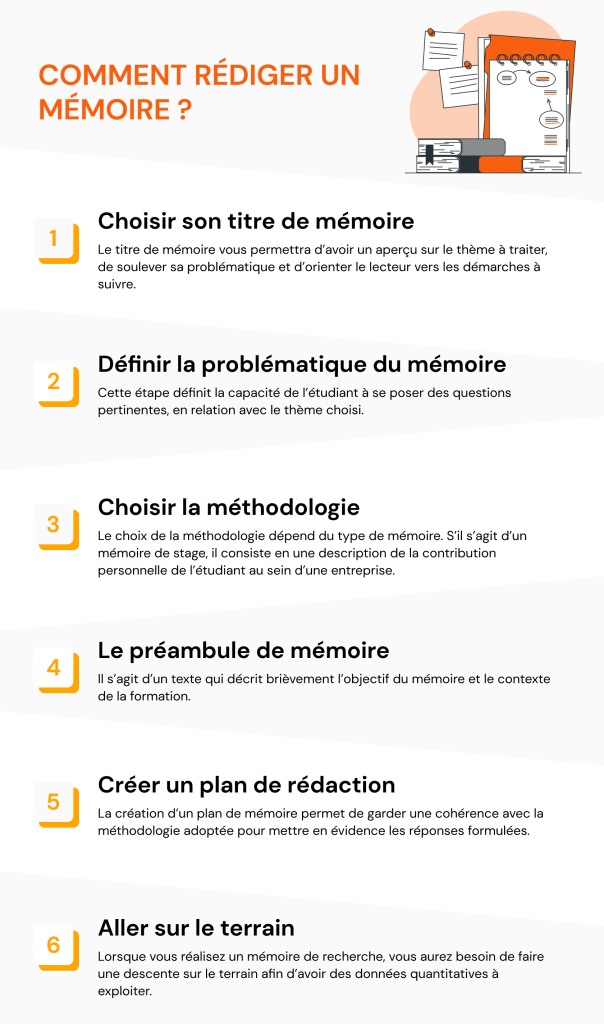 COMMENT RÉDIGER UN
MÉMOIRE ?
1
Choisir son titre de mémoire
Le titre de mémoire vous permettra d’avoir un aperçu sur le thème à traiter,
de soulever sa problématique et d’orienter le lecteur vers les démarches à
suivre.
2
Définir la problématique du mémoire
Cette étape définit la capacité de l’étudiant à se poser des questions
pertinentes, en relation avec le thème choisi.
3
Choisir la méthodologie
Le choix de la méthodologie dépend du type de mémoire. S’il s’agit d’un
mémoire de stage, il consiste en une description de la contribution
personnelle de l’étudiant au sein d’une entreprise.
4
Le préambule de mémoire
Il s’agit d’un texte qui décrit brièvement l’objectif du mémoire et le contexte
de la formation.
5
Créer un plan de rédaction
La création d’un plan de mémoire permet de garder une cohérence avec la
méthodologie adoptée pour mettre en évidence les réponses formulées.
6
Aller sur le terrain
Lorsque vous réalisez un mémoire de recherche, vous aurez besoin de faire
une descente sur le terrain afin d’avoir des données quantitatives à
exploiter.